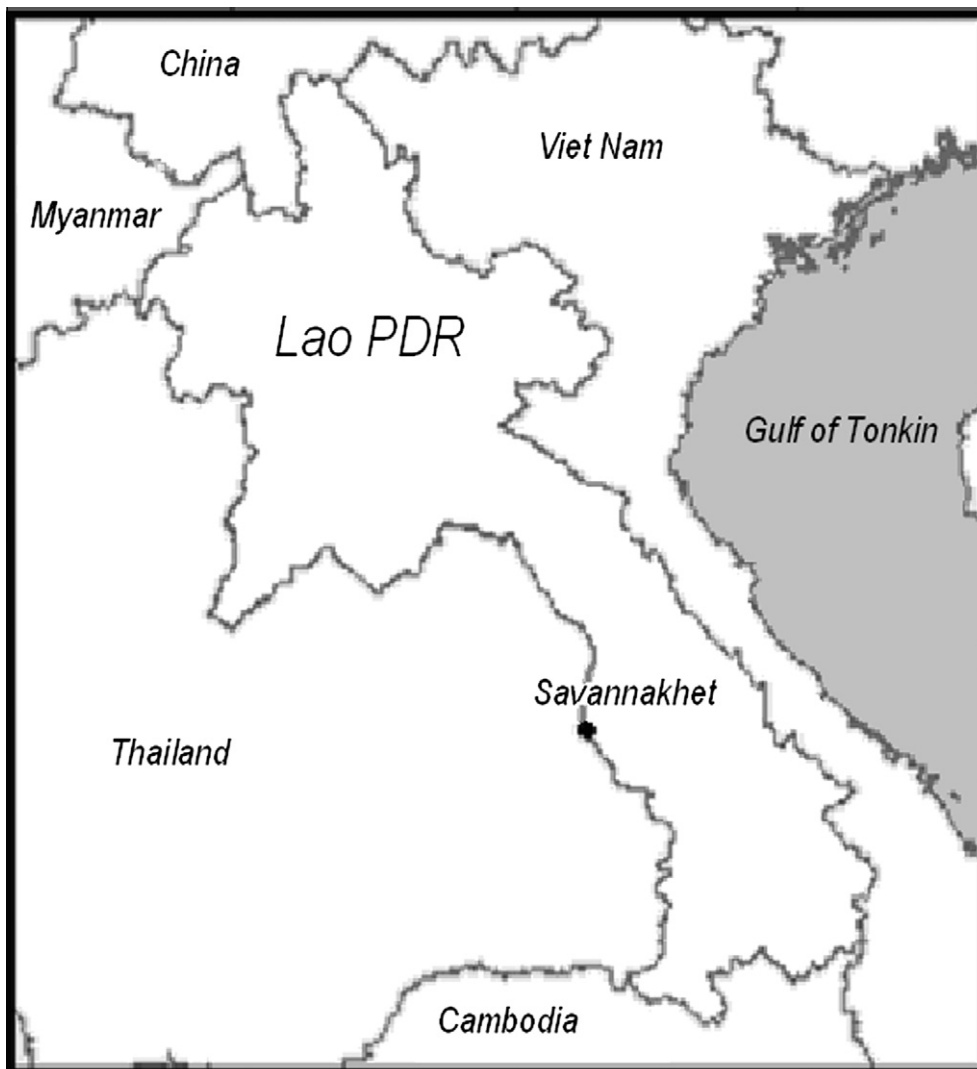 China
Viet Nam
Myanmar
Lao PDR
Gulf of Tonkin
Savannakhet
Thailand
Cambodia